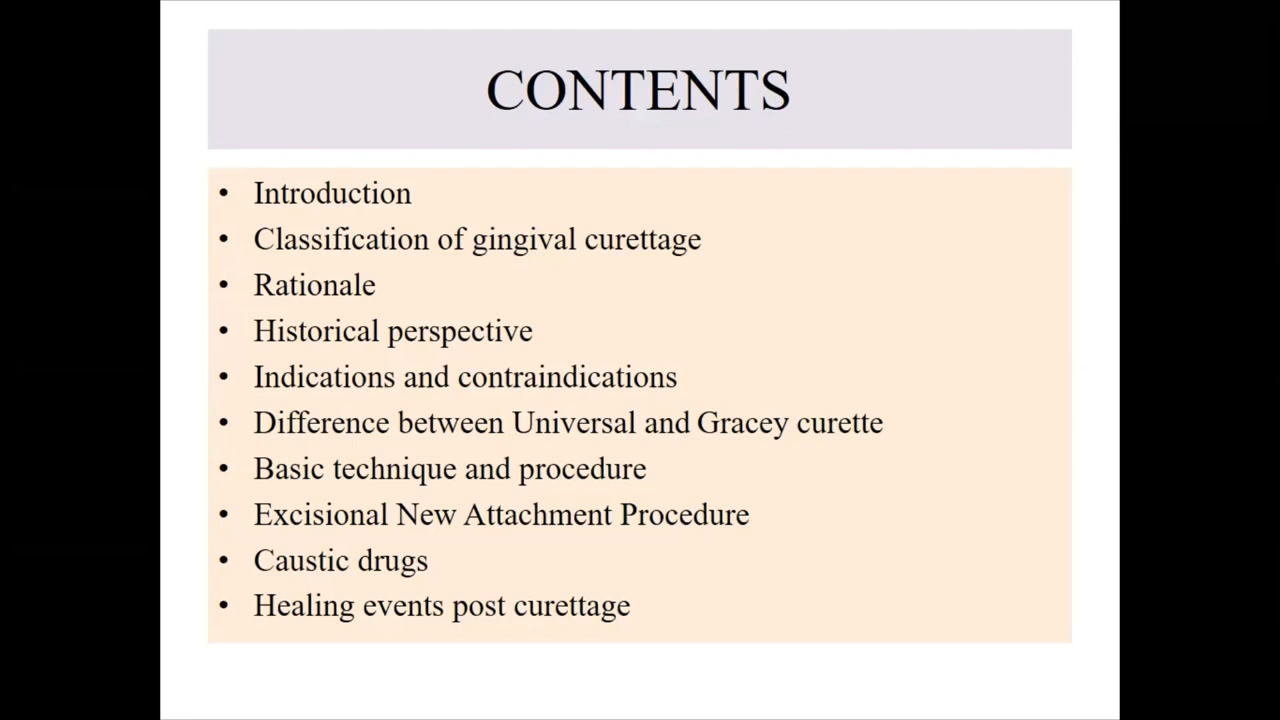 CONTENTS
• Introduction
• Classification of gingival curettage
• Rationale
• Historical perspective
• Indications and contraindications
• Difference between Universal and Gracey curette
• Basic technique and procedure
• Excisional New Attachment Procedure
• Caustic drugs
• Healing events post curettage